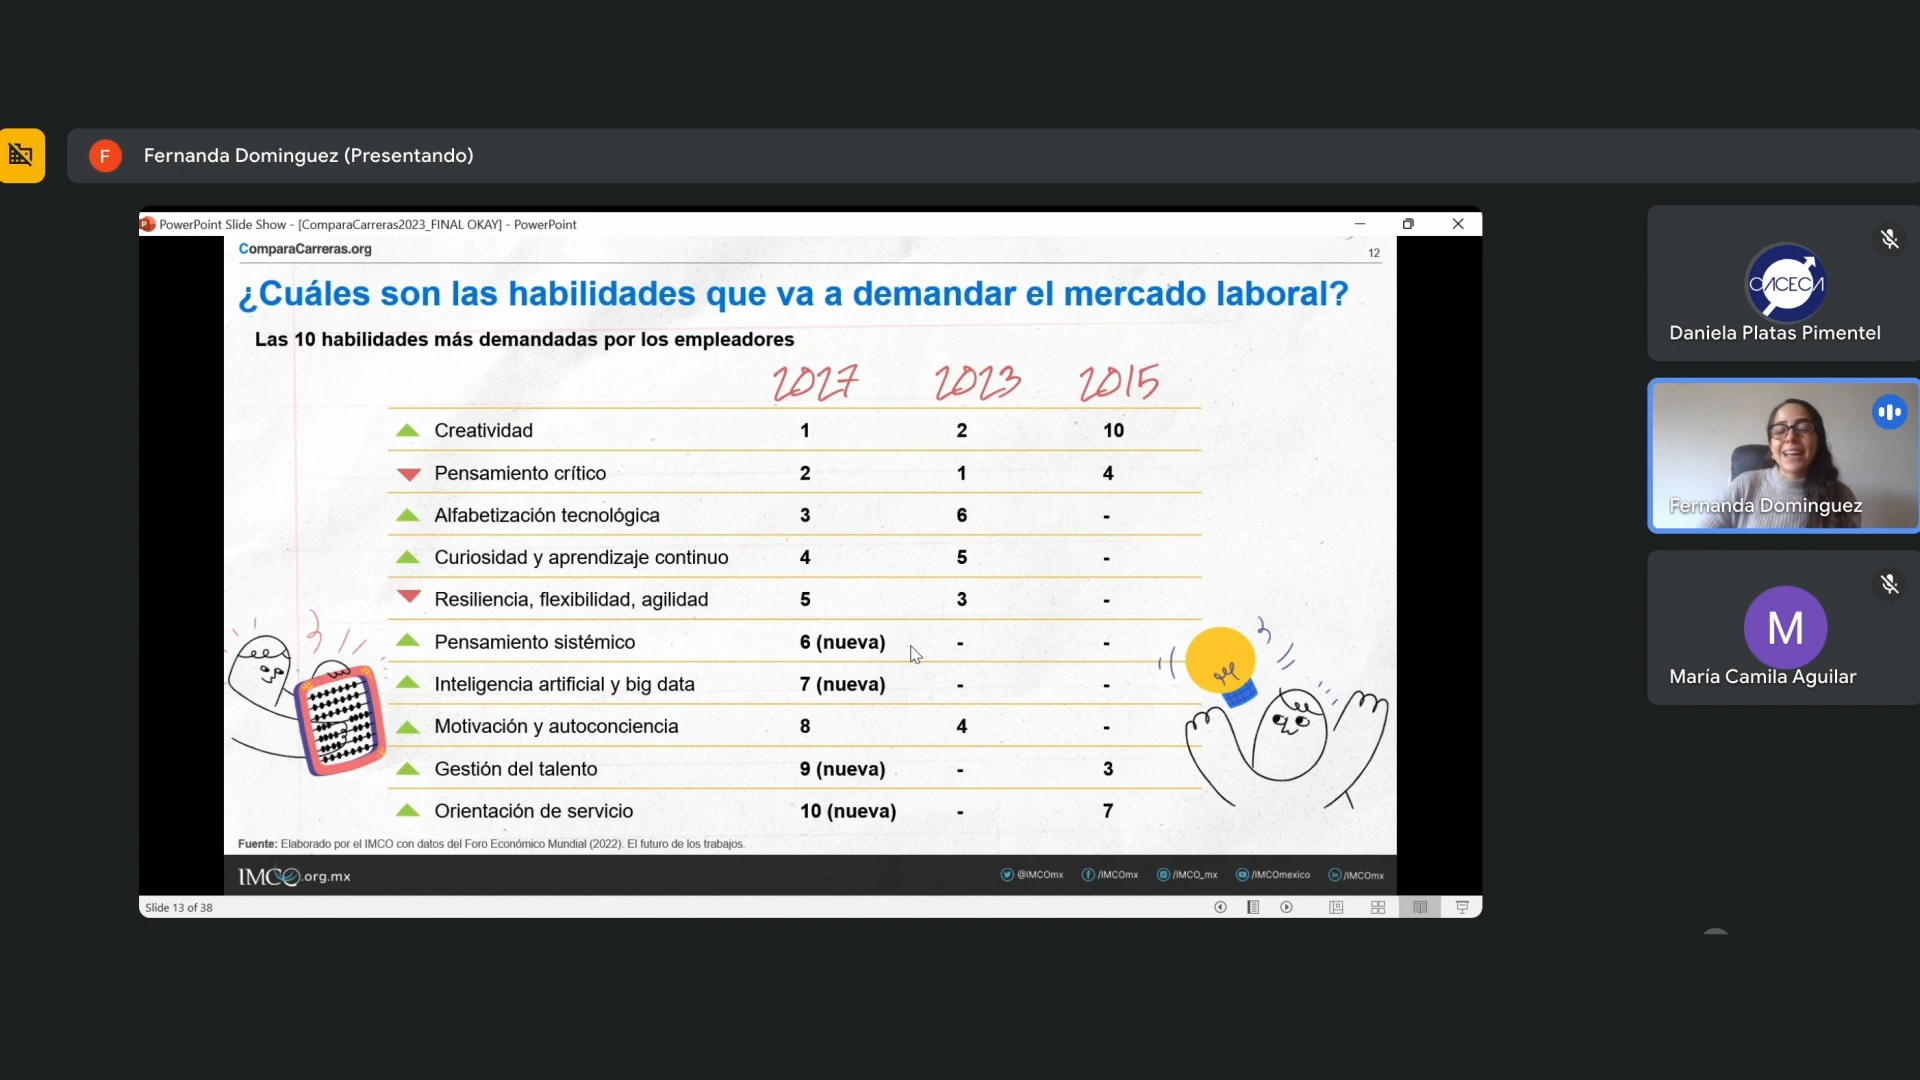 F Fernanda Dominguez (Presentando)
PowerPoint Slide Show - [ComparaCarreras2023_FINAL OKAY] - PowerPoint
ComparaCarreras.org 12
¿Cuáles son las habilidades que va a demandar el mercado laboral?
Las 10 habilidades más demandadas por los empleadores
2027 2023 2015
Creatividad 1 2 10
Pensamiento crítico 2 1 4
Alfabetización tecnológica 3 6 -
Curiosidad y aprendizaje continuo 4 5 -
Resiliencia, flexibilidad, agilidad 5 3 -
Pensamiento sistémico 6 (nueva) - -
Inteligencia artificial y big data 7 (nueva) - -
Motivación y autoconciencia 8 4 -
Gestión del talento 9 (nueva) - 3
Orientación de servicio 10 (nueva) - 7
Fuente: Elaborado por el IMCO con datos del Foro Económico Mundial (2022). El futuro de los trabajos.
IMCO.org.mx @IMCOmx /IMCOmx /IMCO_mx /IMCOmexico /IMCOmx
Slide 13 of 38
CACECA
Daniela Platas Pimentel
Fernanda Dominguez
M
María Camila Aguilar